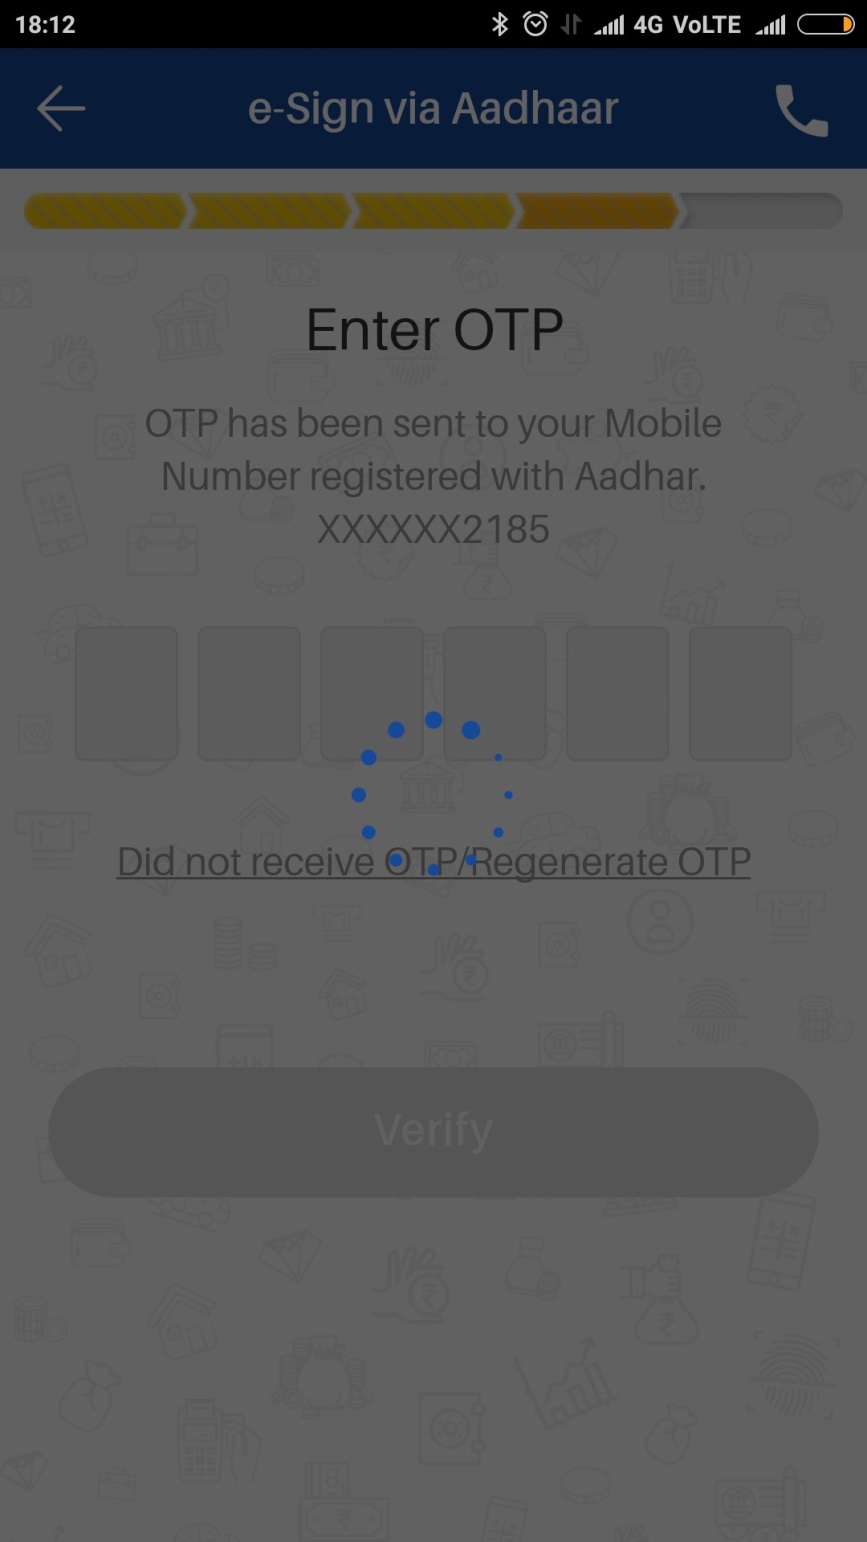 18:12 4G VoLTE
e-Sign via Aadhaar
Enter OTP
OTP has been sent to your Mobile
Number registered with Aadhar.
XXXXXX2185
Did not receive OTP/Regenerate OTP
Verify